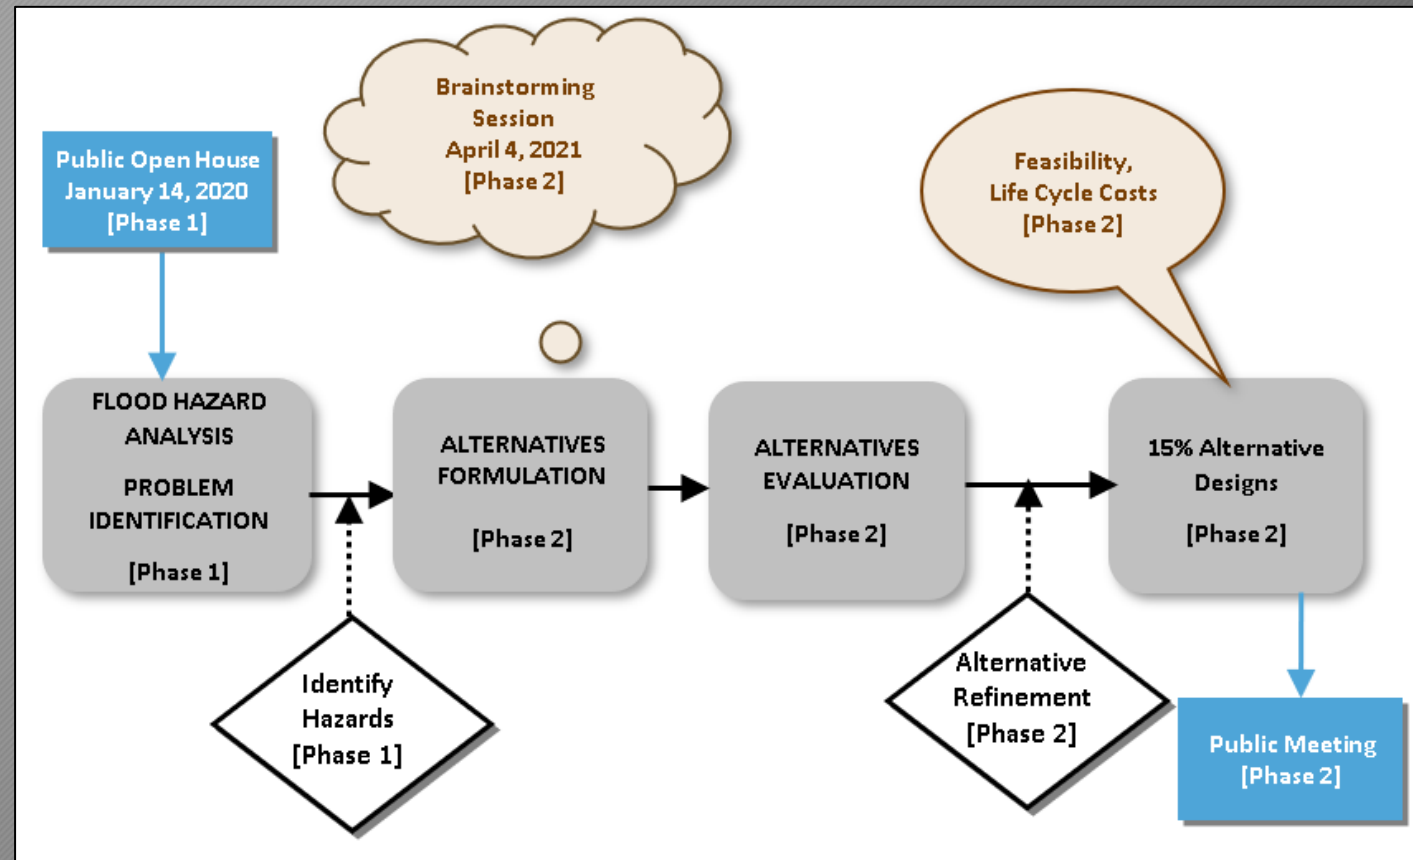 Brainstorming
Session
April 4, 2021
[Phase 2]
Public Open House
January 14, 2020
[Phase 1]
Feasibility,
Life Cycle Costs
[Phase 2]
FLOOD HAZARD
ANALYSIS
PROBLEM
IDENTIFICATION
[Phase 1]
ALTERNATIVES
FORMULATION
[Phase 2]
ALTERNATIVES
EVALUATION
[Phase 2]
15% Alternative
Designs
[Phase 2]
Identify
Hazards
[Phase 1]
Alternative
Refinement
[Phase 2]
Public Meeting
[Phase 2]